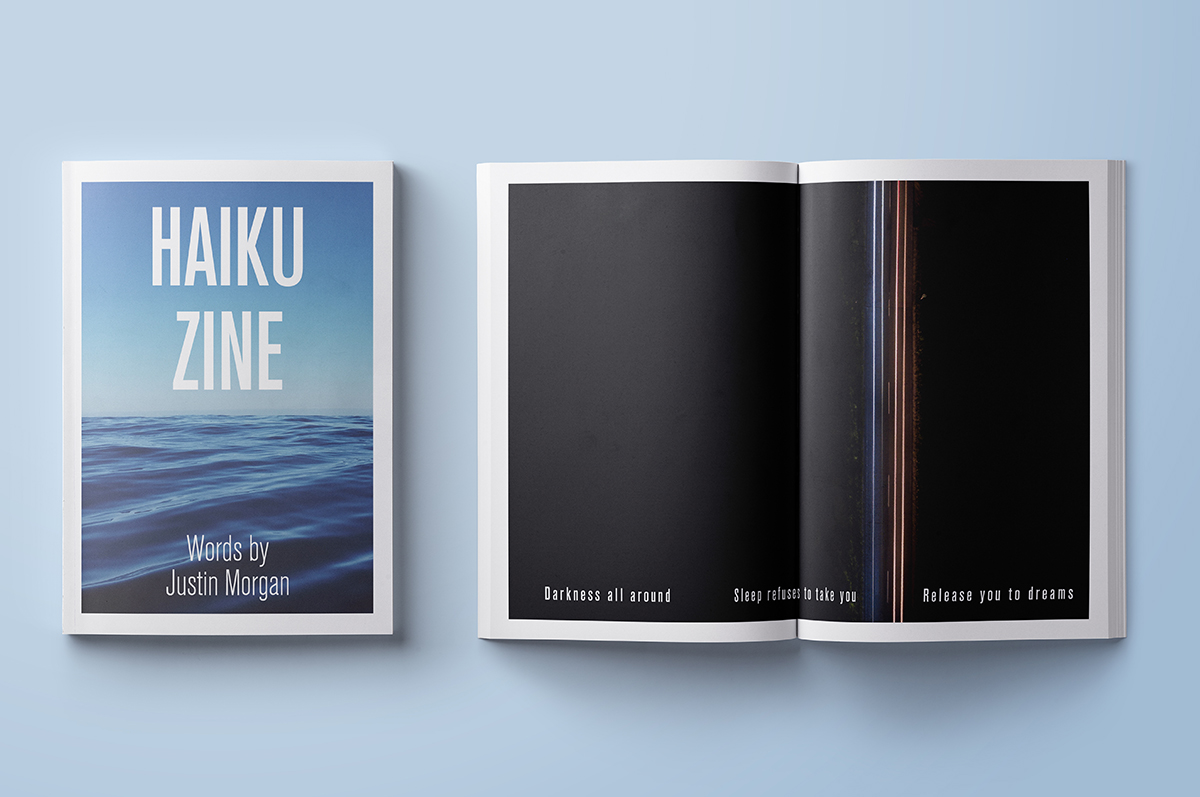 HAIKU
ZINE
Words by
Justin Morgan
Darkness all around
Sleep refuses to take you
Release you to dreams